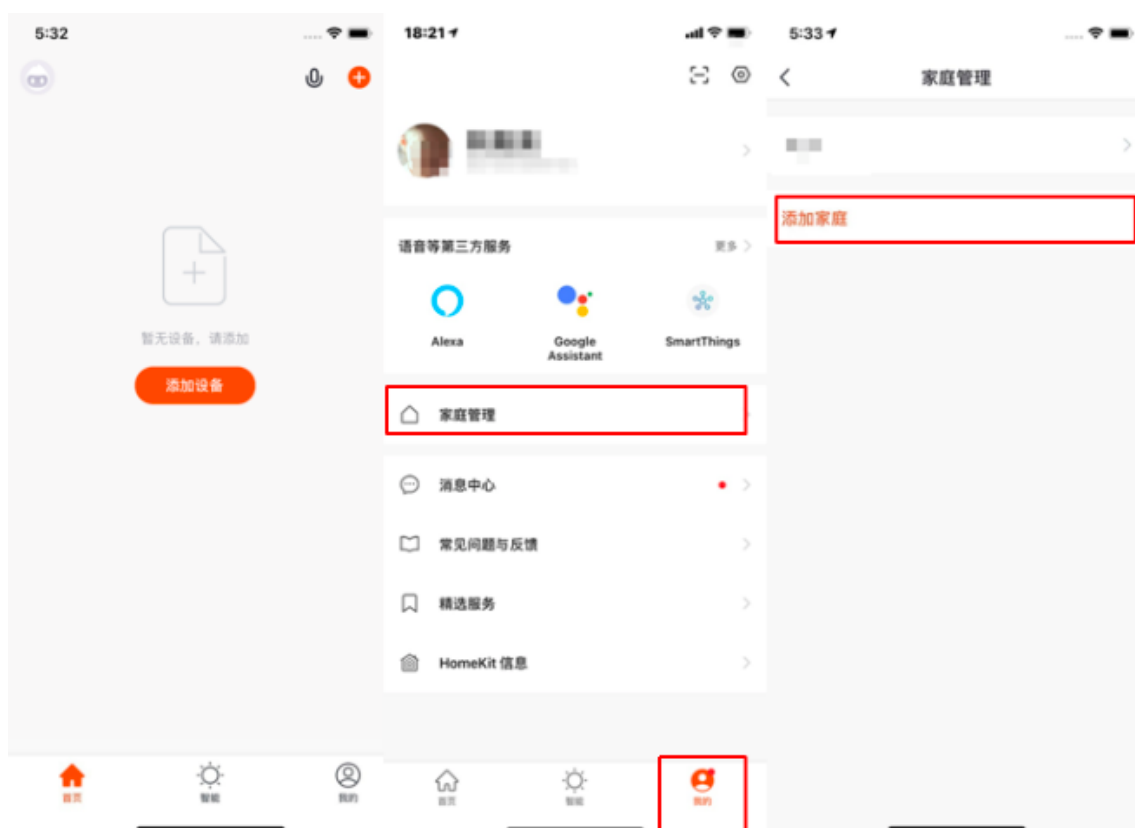 5:32
暂无设备，请添加
添加设备
首页
智能
我的
18:21
语音等第三方服务
更多
Alexa
Google
Assistant
SmartThings
家庭管理
消息中心
常见问题与反馈
精选服务
HomeKit 信息
首页
智能
我的
5:33
家庭管理
添加家庭